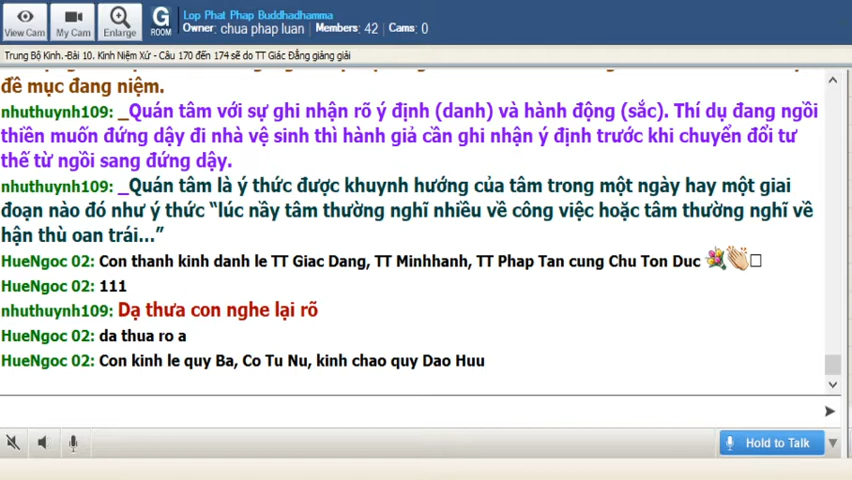 Lop Phat Phap Buddhadhamma
Owner: chua phap luan / Members: 42 / Cams: 0
View Cam
My Cam
Enlarge
G
ROOM
Trung Bộ Kinh.-Bài 10. Kinh Niệm Xứ - Câu 170 đến 174 sẽ do TT Giác Đẳng giảng giải
đề mục đang niệm.
nhuthuynh109: _Quán tâm với sự ghi nhận rõ ý định (danh) và hành động (sắc). Thí dụ đang ngồi
thiền muốn đứng dậy đi nhà vệ sinh thì hành giả cần ghi nhận ý định trước khi chuyển đổi tư
thế từ ngồi sang đứng dậy.
nhuthuynh109: _Quán tâm là ý thức được khuynh hướng của tâm trong một ngày hay một giai
đoạn nào đó như ý thức “lúc nầy tâm thường nghĩ nhiều về công việc hoặc tâm thường nghĩ về
hận thù oan trái...”
HueNgoc 02: Con thanh kinh danh le TT Giac Dang, TT Minhhanh, TT Phap Tan cung Chu Ton Duc
HueNgoc 02: 111
nhuthuynh109: Dạ thưa con nghe lại rõ
HueNgoc 02: da thua ro a
HueNgoc 02: Con kinh le quy Ba, Co Tu Nu, kinh chao quy Dao Huu
Hold to Talk